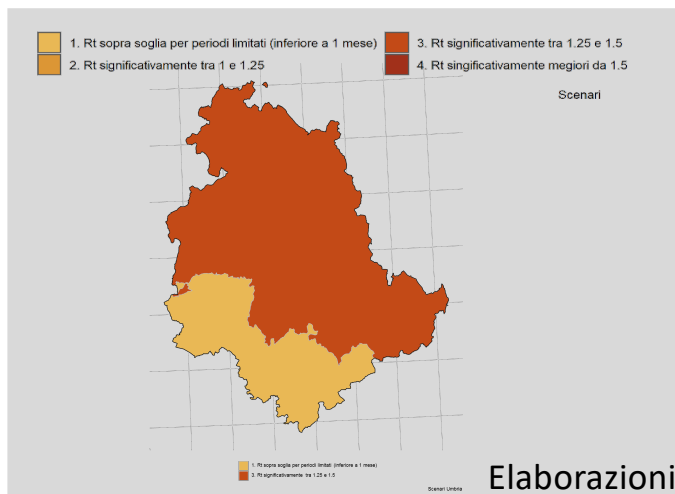 1. Rt sopra soglia per periodi limitati (inferiore a 1 mese)
2. Rt significativamente tra 1 e 1.25
3. Rt significativamente tra 1.25 e 1.5
4. Rt singificativamente megiori da 1.5
Scenari
1. Rt sopra soglia per periodi limitati (inferiore a 1 mese)
3. Rt significativamente tra 1.25 e 1.5
Scenari Umbria
Elaborazioni